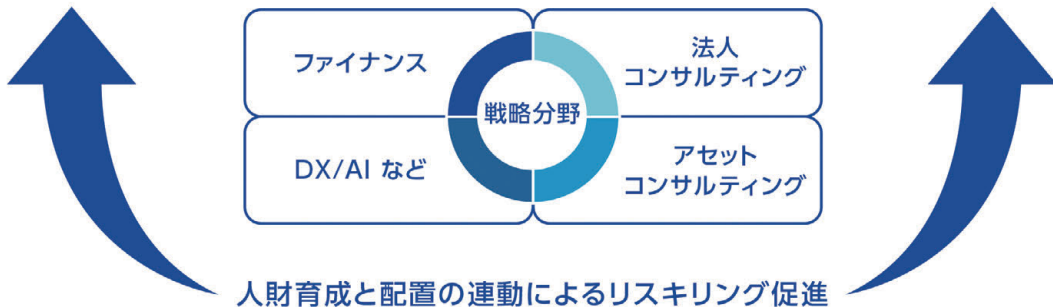 ファイナンス
法人
コンサルティング
戦略分野
DX/AI など
アセット
コンサルティング
人財育成と配置の連動によるリスキリング促進